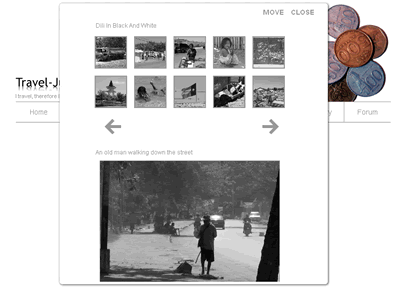 MOVE CLOSE
Dili In Black And White
Travel-Ju
I travel, therefore
Home
Forum
An old man walking down the street